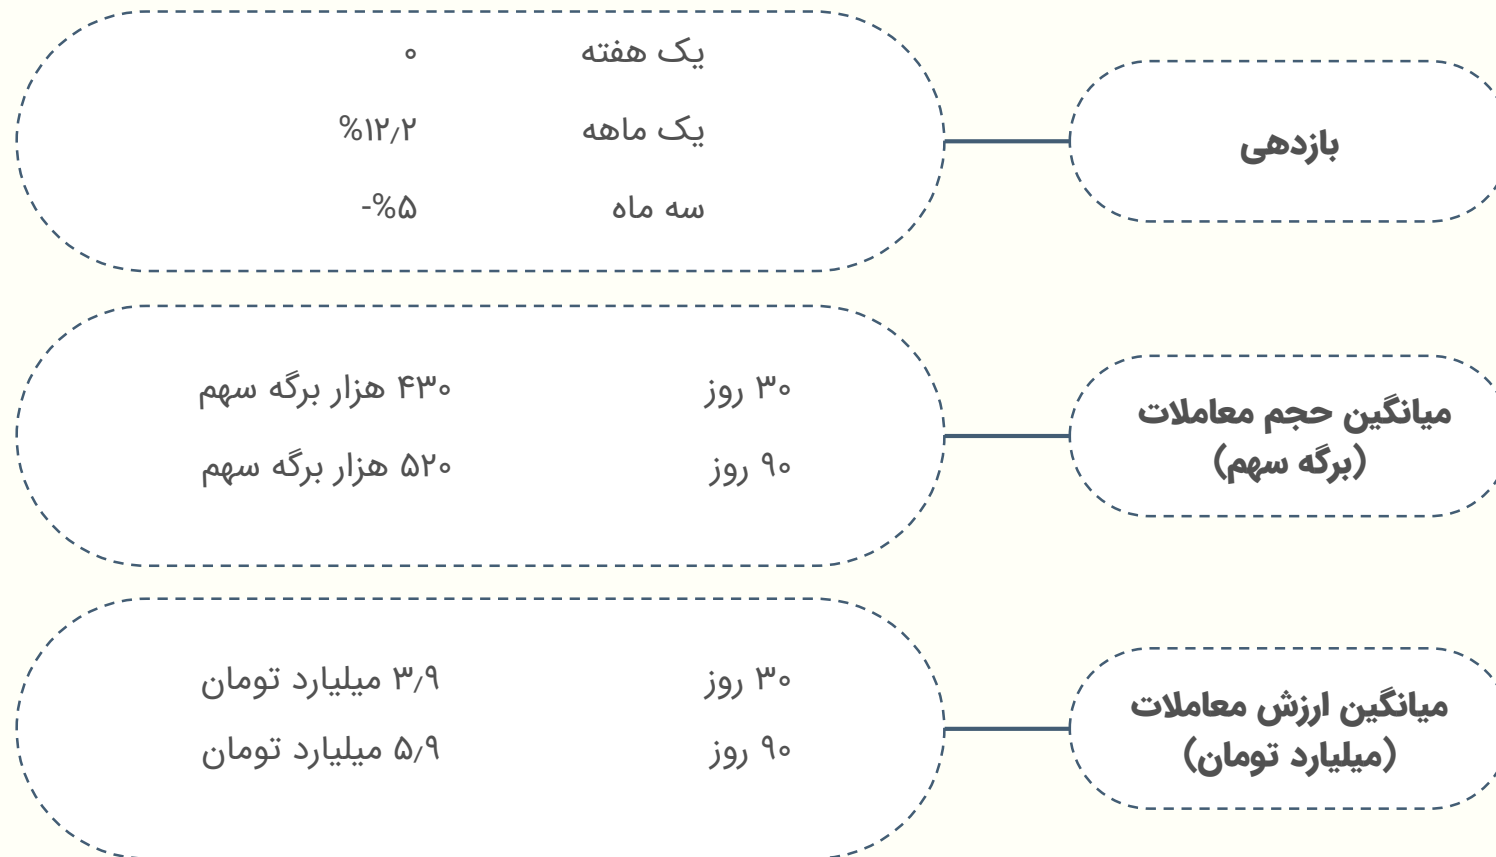 بازدهی
یک هفته ۰
یک ماهه %۱۲٫۲
سه ماه -%۵
میانگین حجم معاملات
(برگه سهم)
۳۰ روز ۴۳۰ هزار برگه سهم
۹۰ روز ۵۲۰ هزار برگه سهم
میانگین ارزش معاملات
(میلیارد تومان)
۳۰ روز ۳٫۹ میلیارد تومان
۹۰ روز ۵٫۹ میلیارد تومان